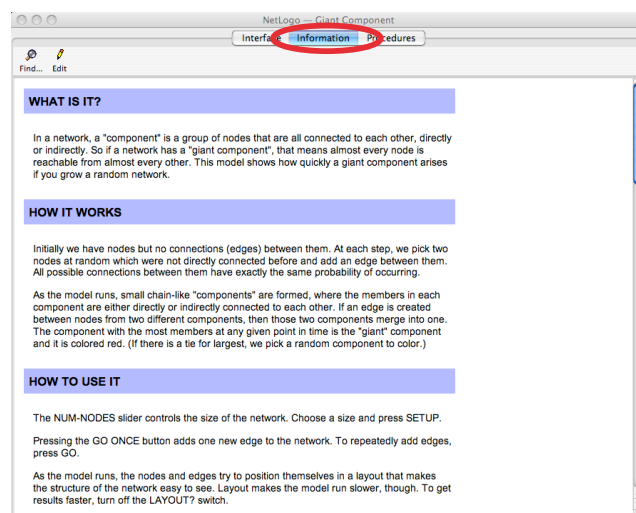 NetLogo — Giant Component
Interface Information Procedures
Find... Edit
WHAT IS IT?
In a network, a "component" is a group of nodes that are all connected to each other, directly
or indirectly. So if a network has a "giant component", that means almost every node is
reachable from almost every other. This model shows how quickly a giant component arises
if you grow a random network.
HOW IT WORKS
Initially we have nodes but no connections (edges) between them. At each step, we pick two
nodes at random which were not directly connected before and add an edge between them.
All possible connections between them have exactly the same probability of occurring.
As the model runs, small chain-like "components" are formed, where the members in each
component are either directly or indirectly connected to each other. If an edge is created
between nodes from two different components, then those two components merge into one.
The component with the most members at any given point in time is the "giant" component
and it is colored red. (If there is a tie for largest, we pick a random component to color.)
HOW TO USE IT
The NUM-NODES slider controls the size of the network. Choose a size and press SETUP.
Pressing the GO ONCE button adds one new edge to the network. To repeatedly add edges,
press GO.
As the model runs, the nodes and edges try to position themselves in a layout that makes
the structure of the network easy to see. Layout makes the model run slower, though. To get
results faster, turn off the LAYOUT? switch.